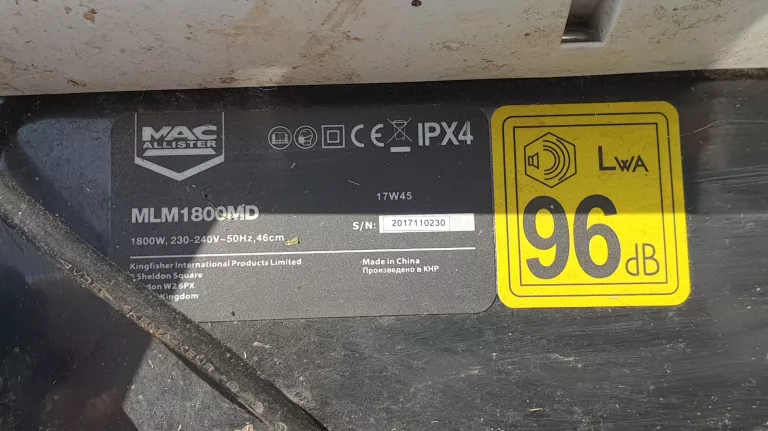 MAC
ALLISTER
CE IPX4
17W45
MLM1800MD
S/N: 2017110230
1800W, 230-240V~50Hz, 46cm
Kingfisher International Products Limited
Sheldon Square
W2 6PX
Kingdom
Made in China
Произведено в КНР
LWA
96 dB